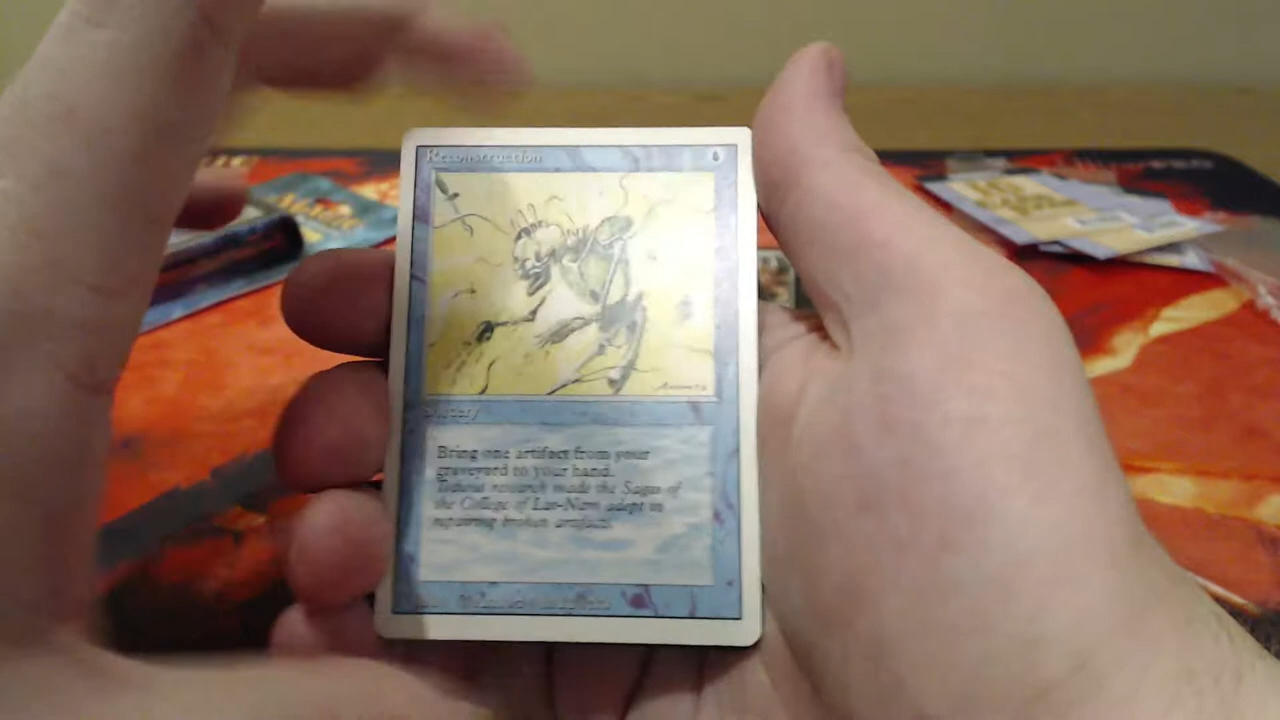 Reconstruction
Sorcery
Bring one artifact from your
graveyard to your hand.
Tedious research made the Sages of
the College of Lat-Nam adept in
repairing broken artifacts.